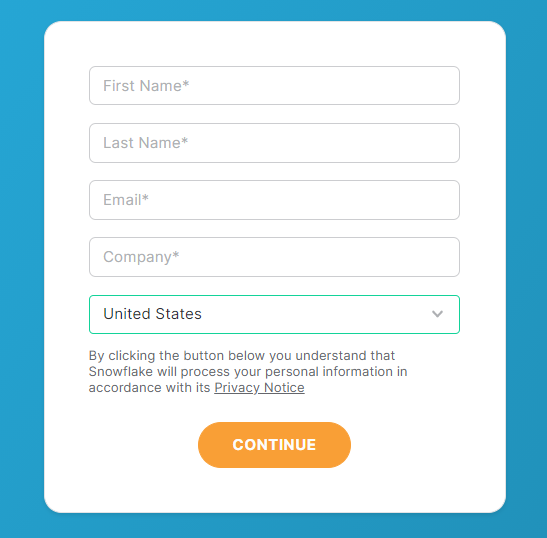 First Name*
Last Name*
Email*
Company*
United States
By clicking the button below you understand that
Snowflake will process your personal information in
accordance with its Privacy Notice
CONTINUE